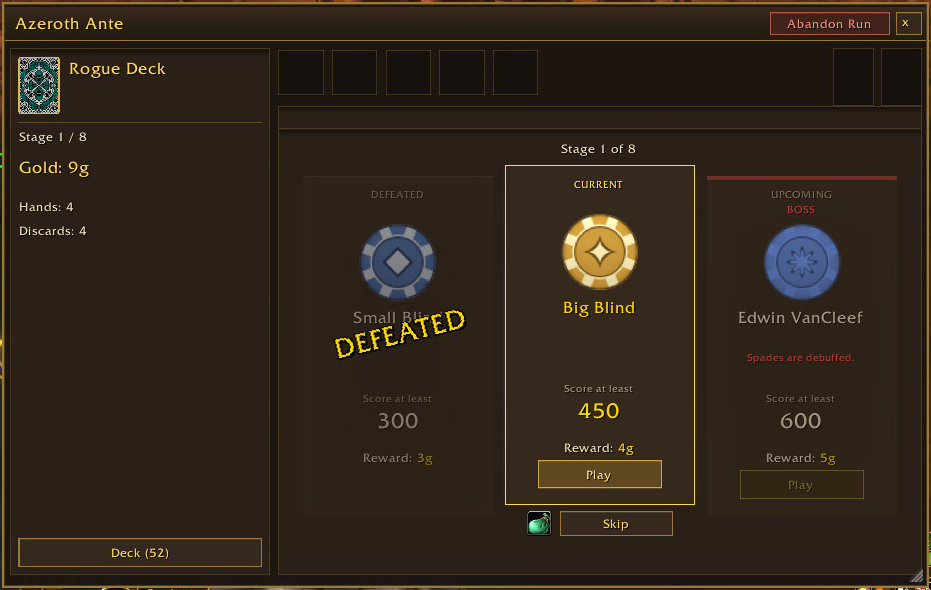 Azeroth Ante
Abandon Run
x
Rogue Deck
Stage 1 / 8
Gold: 9g
Hands: 4
Discards: 4
Deck (52)
Stage 1 of 8
DEFEATED
Small Blind
DEFEATED
Score at least
300
Reward: 3g
CURRENT
Big Blind
Score at least
450
Reward: 4g
Play
Skip
UPCOMING
BOSS
Edwin VanCleef
Spades are debuffed.
Score at least
600
Reward: 5g
Play